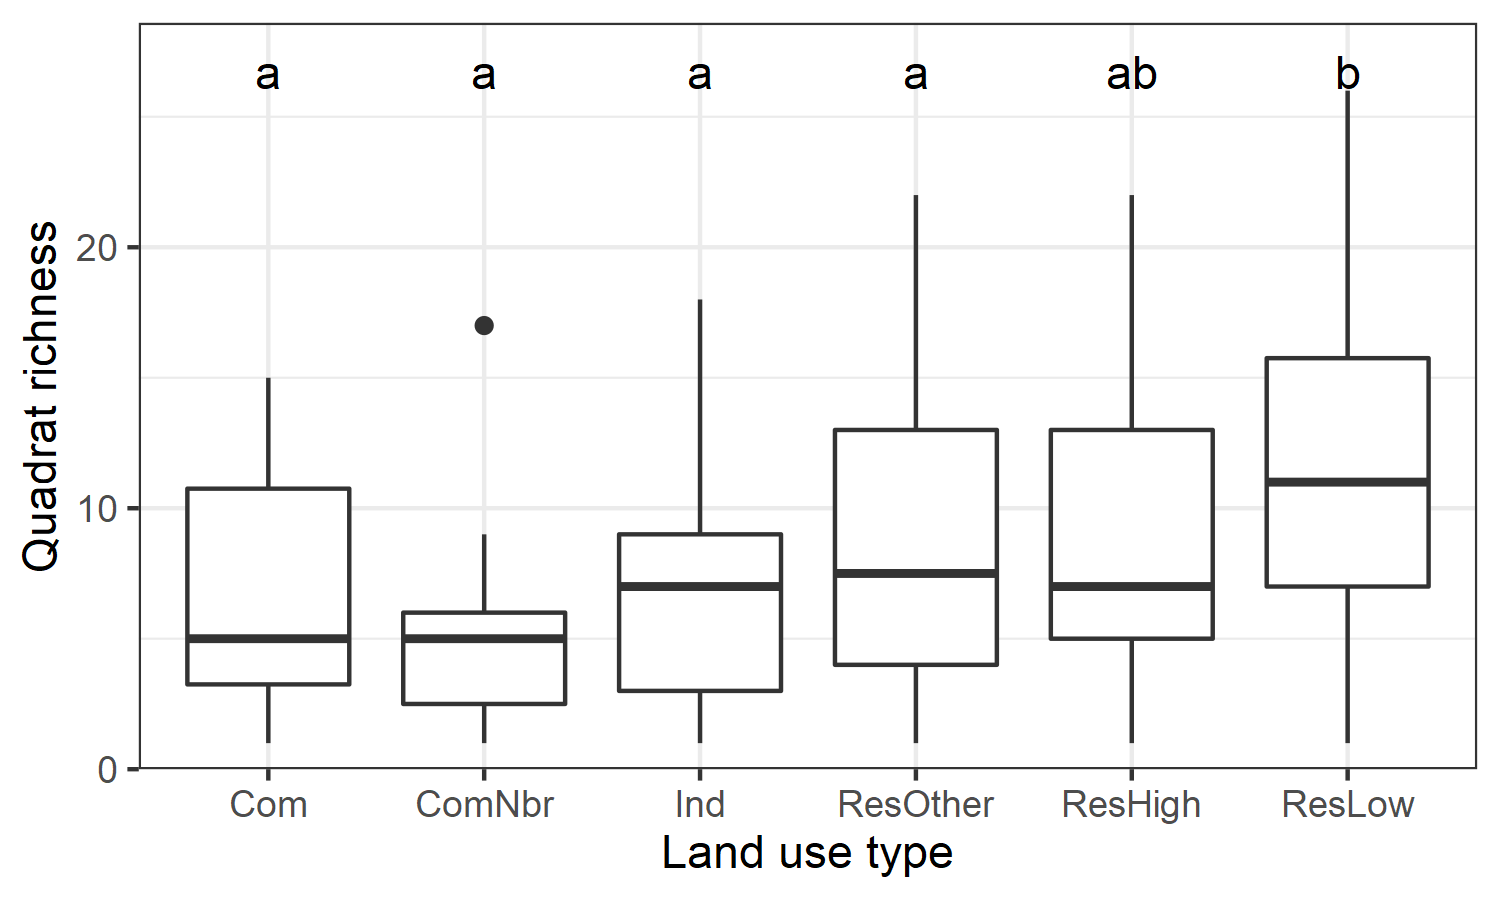 a a a a ab b
Quadrat richness
20
10
0
Com ComNbr Ind ResOther ResHigh ResLow
Land use type